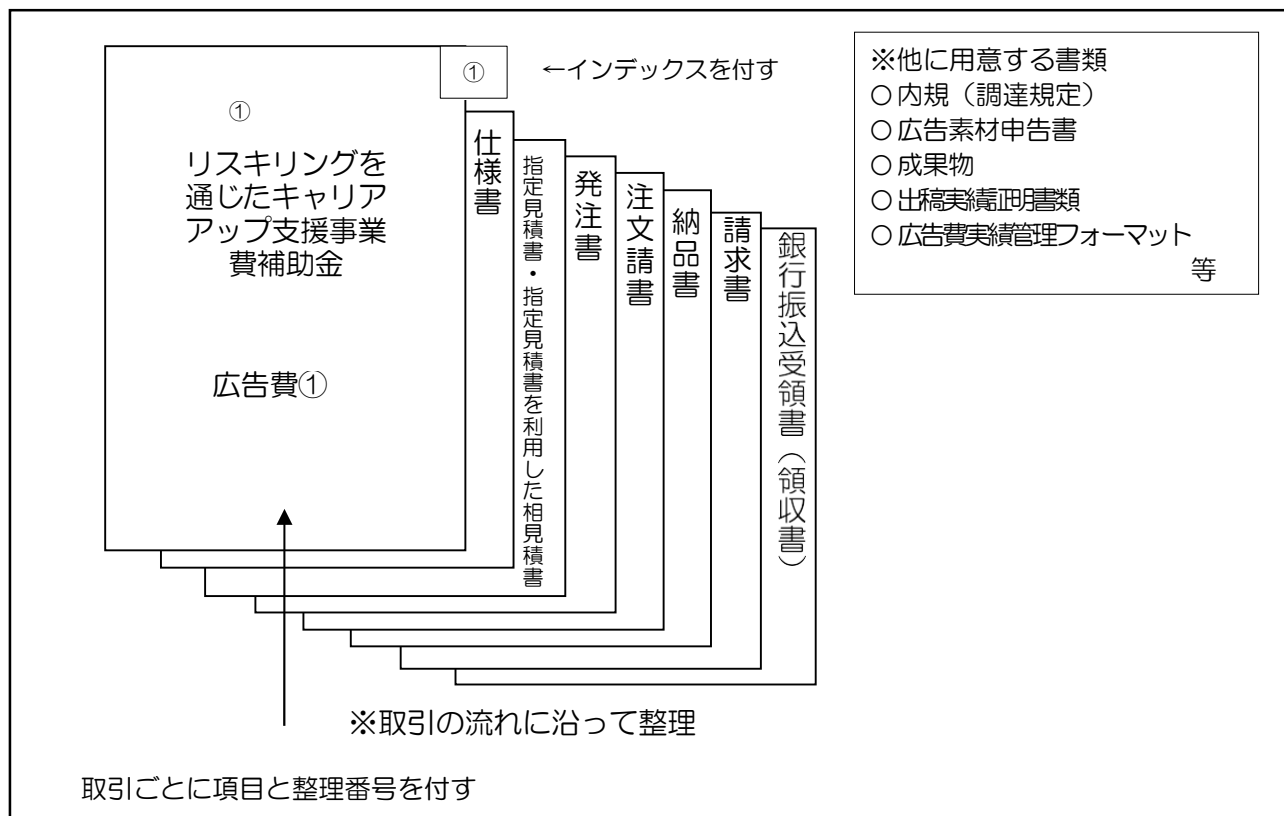 ①
←インデックスを付す
①
リスキリングを
通じたキャリア
アップ支援事業
費補助金
広告費①
仕様書
指定見積書・指定見積書を利用した相見積書
発注書
注文請書
納品書
請求書
銀行振込受領書（領収書）
※他に用意する書類
○内規（調達規定）
○広告素材申告書
○成果物
○出稿実績証明書類
○広告費実績管理フォーマット
等
※取引の流れに沿って整理
取引ごとに項目と整理番号を付す